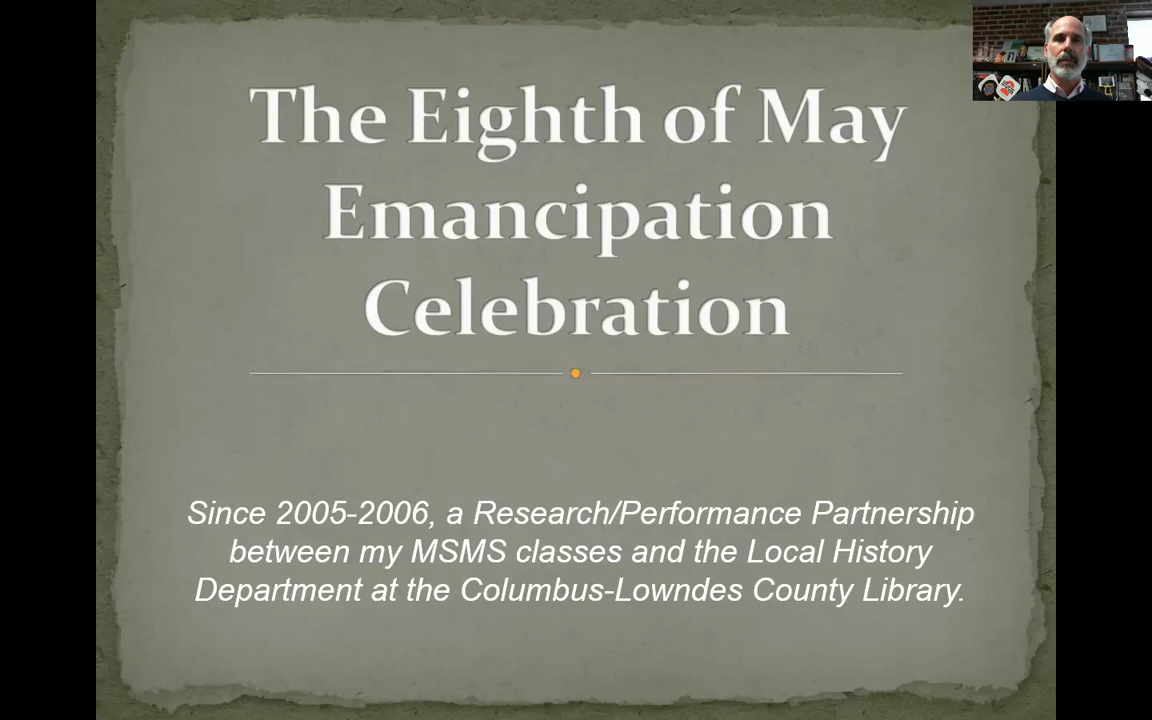 The Eighth of May
Emancipation
Celebration
Since 2005-2006, a Research/Performance Partnership
between my MSMS classes and the Local History
Department at the Columbus-Lowndes County Library.